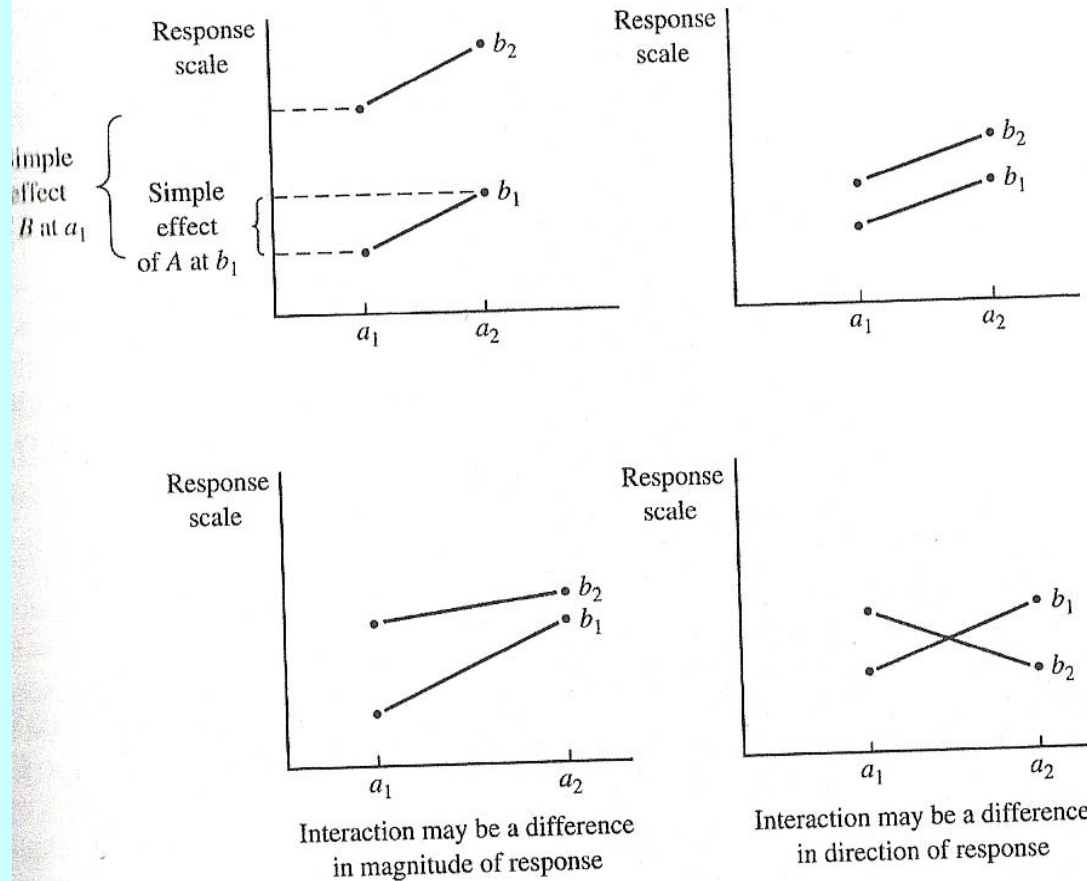 Response
scale
b₂
imple
effect
B at a₁
Simple
effect
of A at b₁
b₁
a₁ a₂
Response
scale
b₂
b₁
a₁ a₂
Response
scale
b₂
b₁
a₁ a₂
Interaction may be a difference
in magnitude of response
Response
scale
b₁
b₂
a₁ a₂
Interaction may be a difference
in direction of response